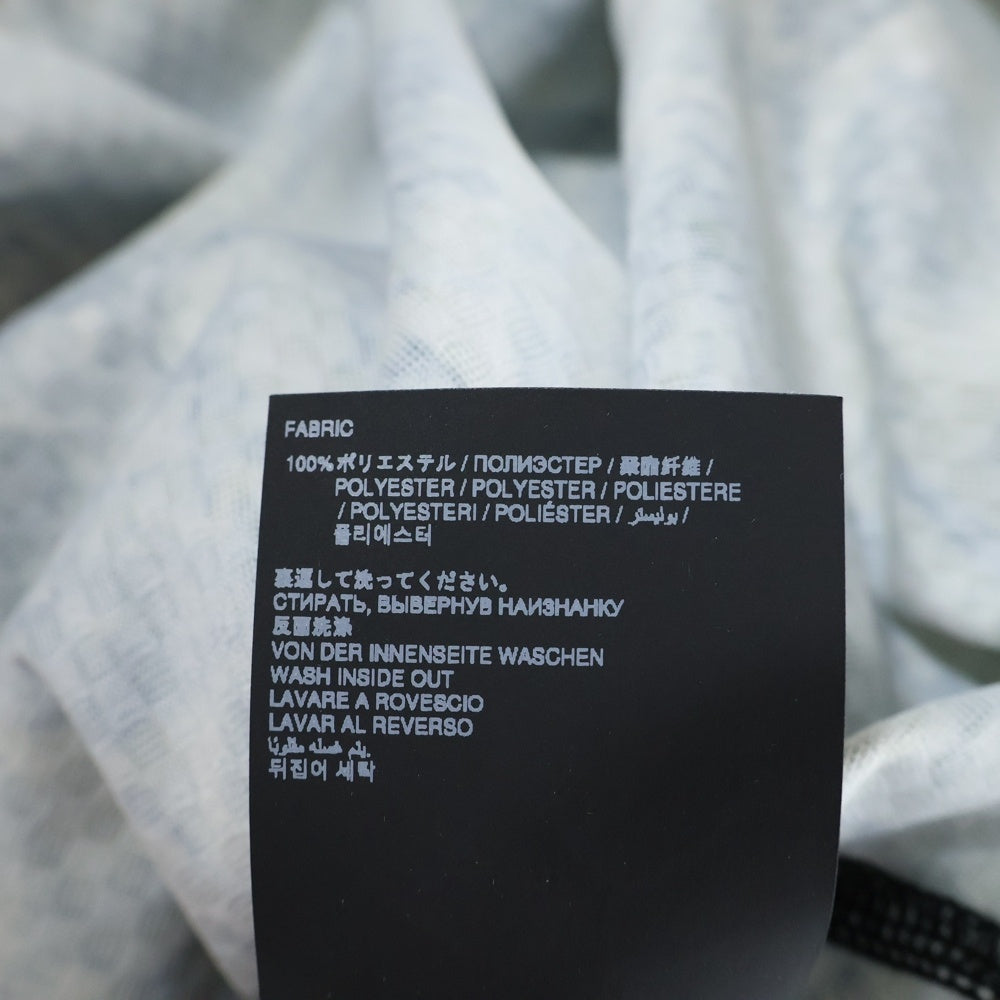 FABRIC
100%ポリエステル / ПОЛИЭСТЕР / 聚酯纤维 /
POLYESTER / POLYESTER / POLIESTERE
/ POLYESTERI / POLIÉSTER / بوليستر /
폴리에스터
裏返して洗ってください。
СТИРАТЬ, ВЫВЕРНУВ НАИЗНАНКУ
反面洗涤
VON DER INNENSEITE WASCHEN
WASH INSIDE OUT
LAVARE A ROVESCIO
LAVAR AL REVERSO
يتم غسله مقلوبًا.
뒤집어 세탁